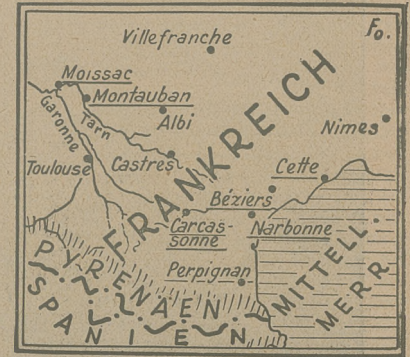 Fo.
Villefranche
Moissac
Montauban
Garonne
Tarn
Albi
Nimes
Toulouse
Castres
Cette
FRANKREICH
Béziers
Carcas-
sonne
Narbonne
Perpignan
PYRENÄEN
SPANIEN
MITTELL.
MERR